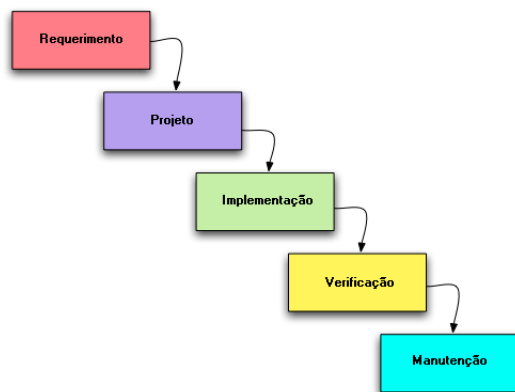 Requerimento
Projeto
Implementação
Verificação
Manutenção